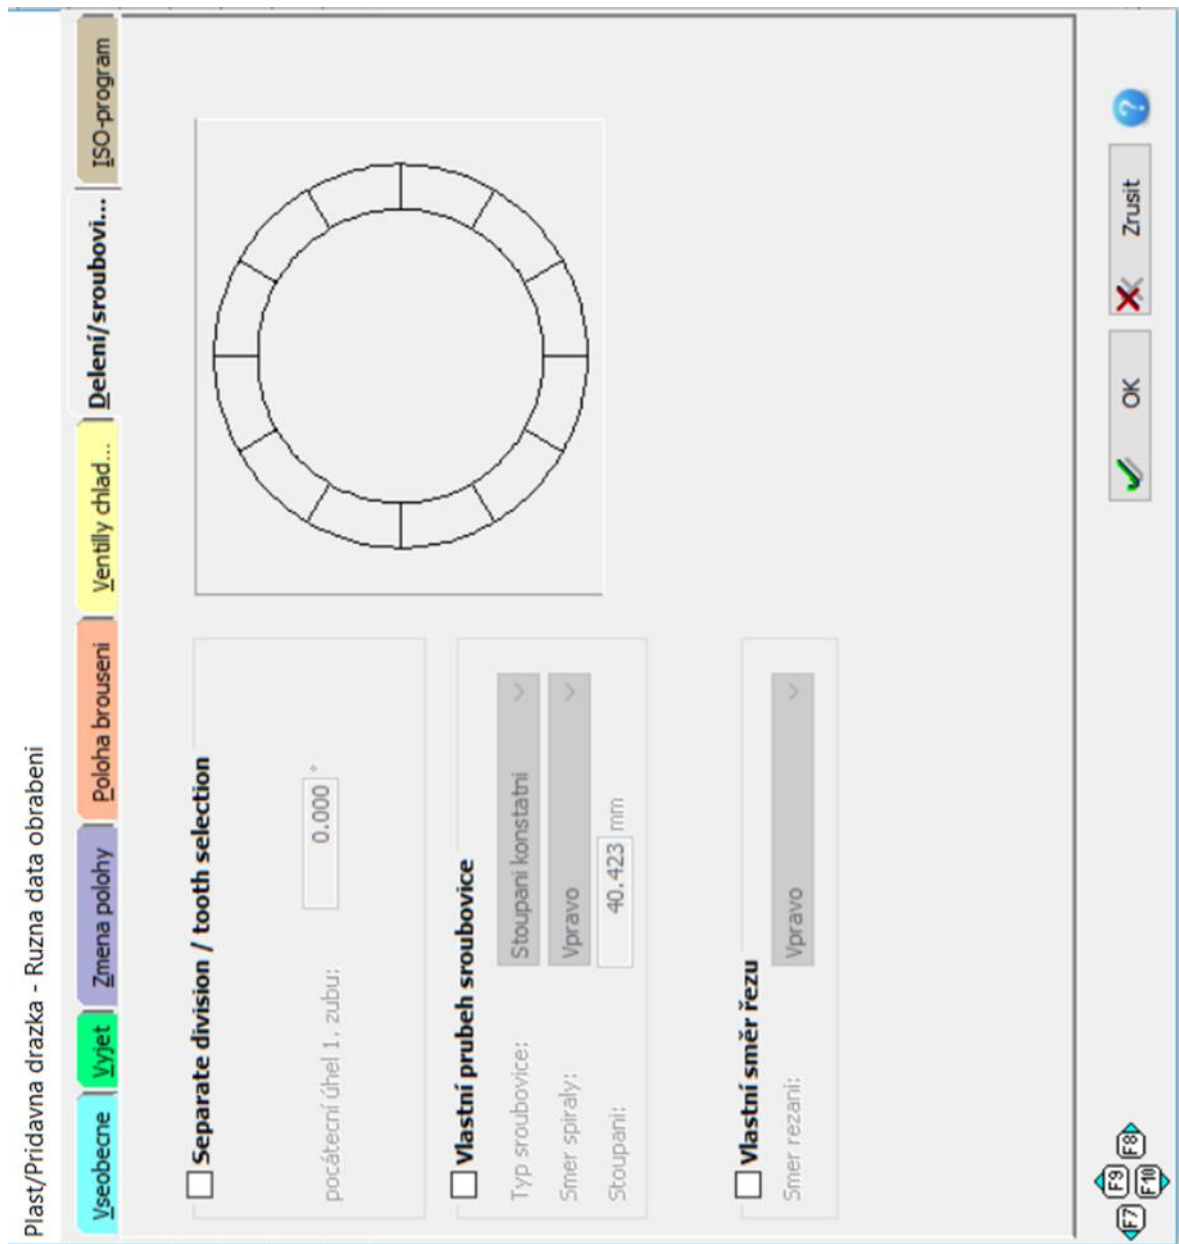 Plast/Pridavna drazka - Ruzna data obrabeni
Vseobecne
Vyjet
Zmena polohy
Poloha brouseni
Ventilly chlad...
Delení/sroubovi...
ISO-program
Separate division / tooth selection
pocátecní úhel 1. zubu: 0.000 °
Vlastní prubeh sroubovice
Typ sroubovice: Stoupani konstatni
Smer spiraly: Vpravo
Stoupani: 40.423 mm
Vlastní směr řezu
Smer rezani: Vpravo
F7 F9 F8
F10
OK
Zrusit
?